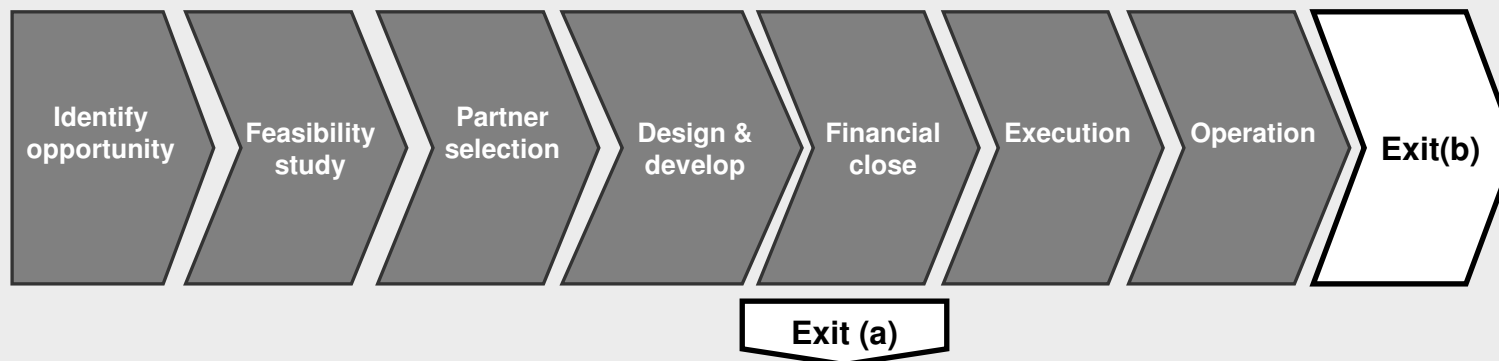 Identify
opportunity
Feasibility
study
Partner
selection
Design &
develop
Financial
close
Execution
Operation
Exit(b)
Exit (a)